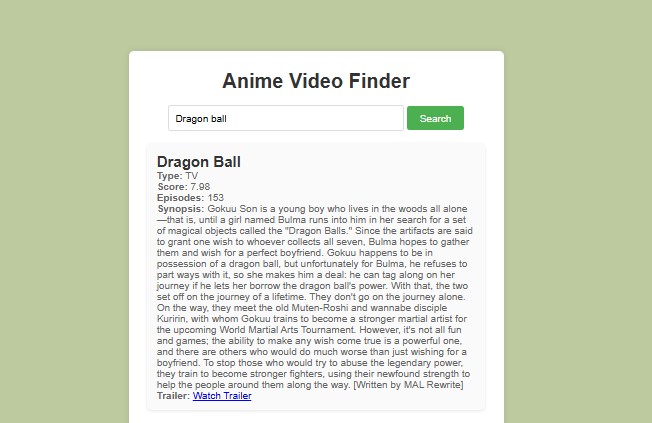 Anime Video Finder
Dragon ball
Search
Dragon Ball
Type: TV
Score: 7.98
Episodes: 153
Synopsis: Gokuu Son is a young boy who lives in the woods all alone
—that is, until a girl named Bulma runs into him in her search for a set
of magical objects called the "Dragon Balls." Since the artifacts are said
to grant one wish to whoever collects all seven, Bulma hopes to gather
them and wish for a perfect boyfriend. Gokuu happens to be in
possession of a dragon ball, but unfortunately for Bulma, he refuses to
part ways with it, so she makes him a deal: he can tag along on her
journey if he lets her borrow the dragon ball's power. With that, the two
set off on the journey of a lifetime. They don't go on the journey alone.
On the way, they meet the old Muten-Roshi and wannabe disciple
Kuririn, with whom Gokuu trains to become a stronger martial artist for
the upcoming World Martial Arts Tournament. However, it's not all fun
and games; the ability to make any wish come true is a powerful one,
and there are others who would do much worse than just wishing for a
boyfriend. To stop those who would try to abuse the legendary power,
they train to become stronger fighters, using their newfound strength to
help the people around them along the way. [Written by MAL Rewrite]
Trailer: Watch Trailer